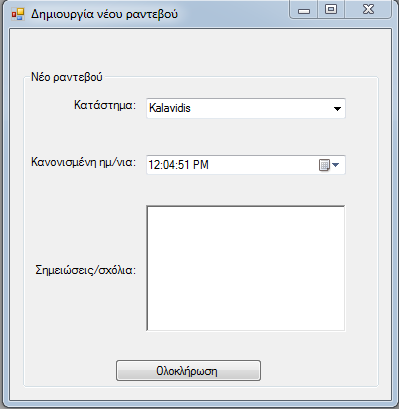 Δημιουργία νέου ραντεβού
Νέο ραντεβού
Κατάστημα:
Kalavidis
Κανονισμένη ημ/νια:
12:04:51 PM
Σημειώσεις/σχόλια:
Ολοκλήρωση